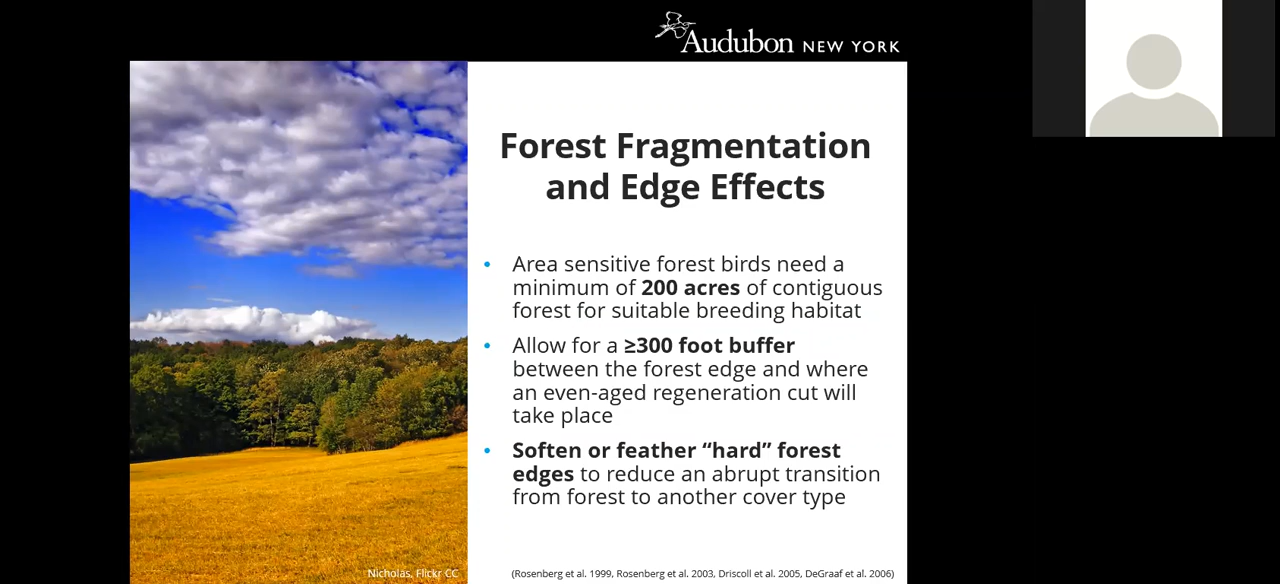 Audubon NEW YORK
Forest Fragmentation
and Edge Effects
• Area sensitive forest birds need a
minimum of 200 acres of contiguous
forest for suitable breeding habitat
• Allow for a ≥300 foot buffer
between the forest edge and where
an even-aged regeneration cut will
take place
• Soften or feather “hard” forest
edges to reduce an abrupt transition
from forest to another cover type
Nicholas, Flickr CC
(Rosenberg et al. 1999, Rosenberg et al. 2003, Driscoll et al. 2005, DeGraaf et al. 2006)